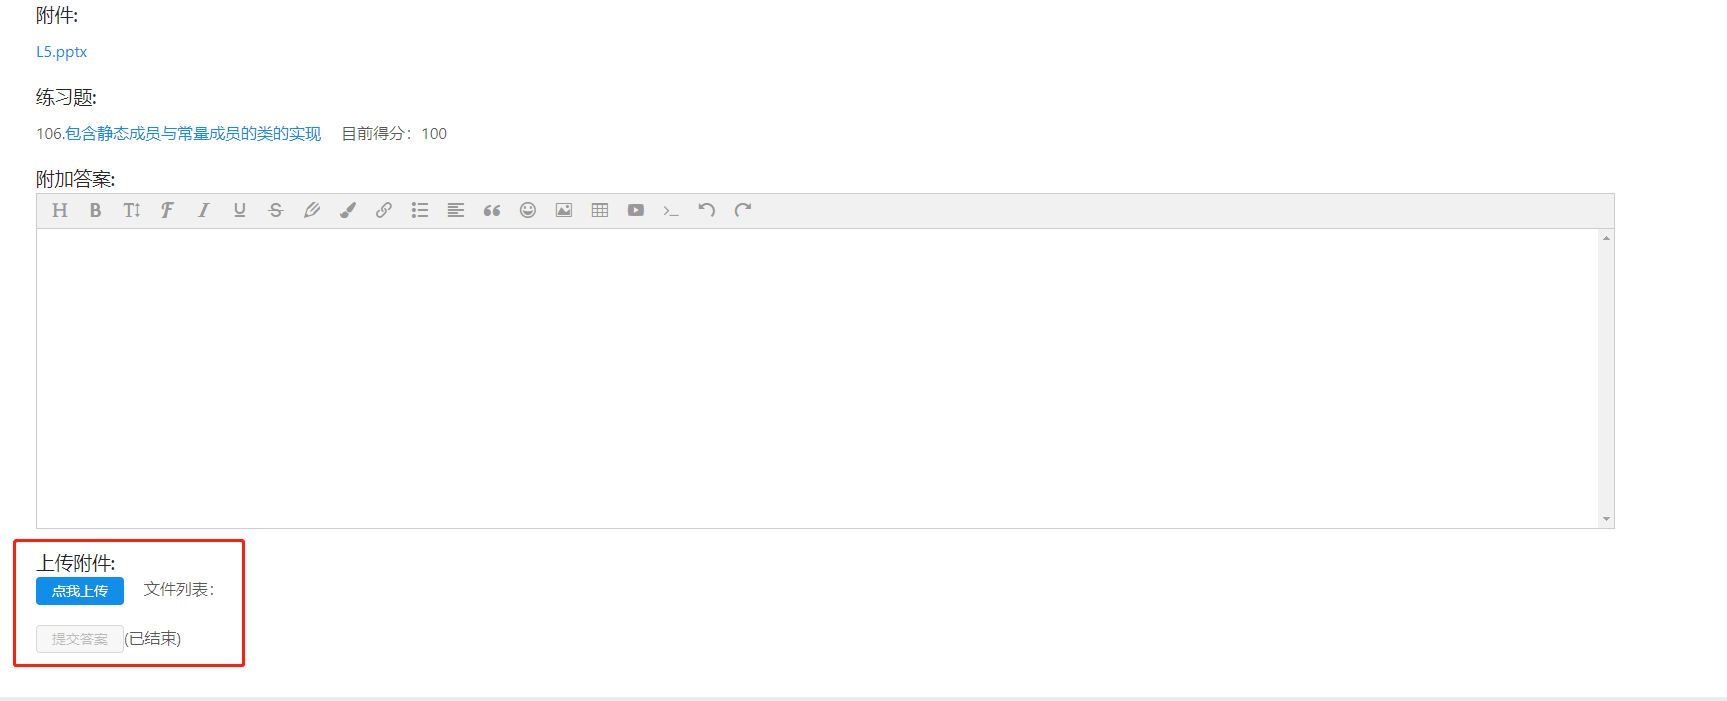 附件:
L5.pptx
练习题:
106.包含静态成员与常量成员的类的实现 目前得分：100
附加答案:
上传附件:
点我上传 文件列表：
提交答案(已结束)